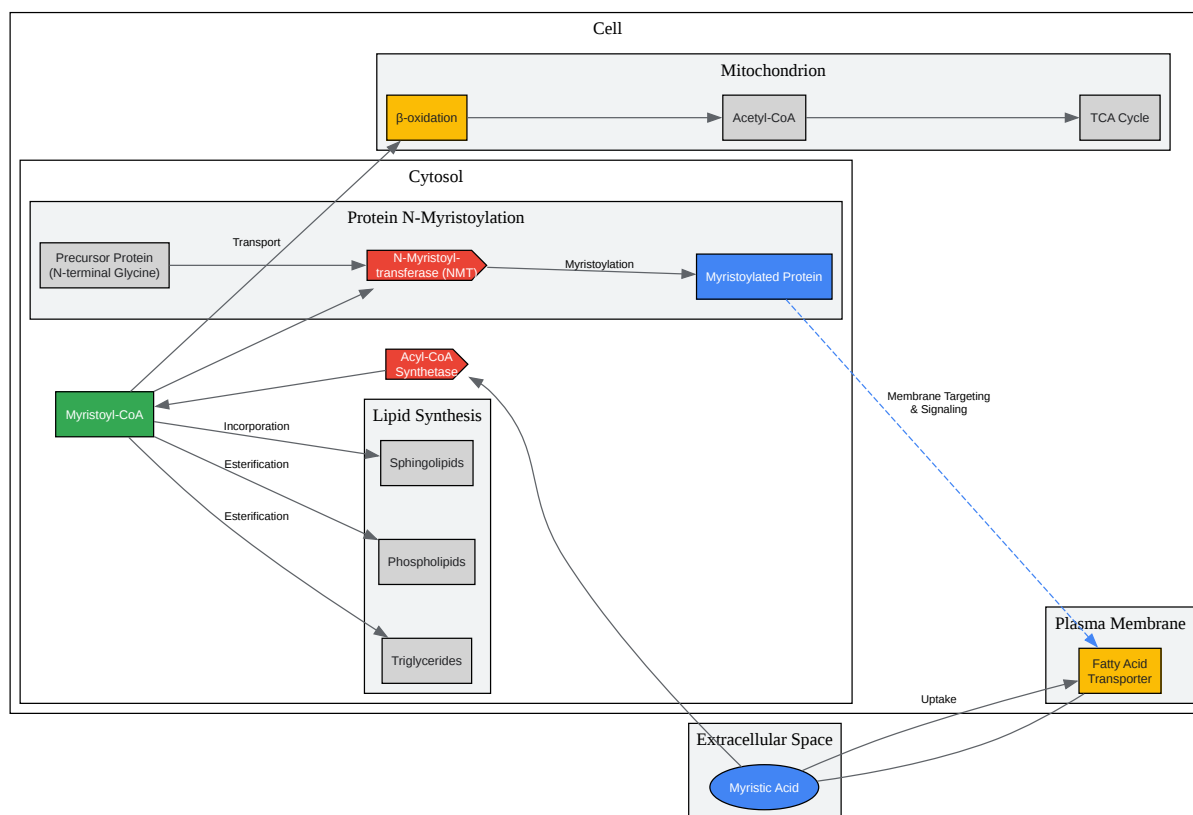 Cell
Mitochondrion
β-oxidation
Acetyl-CoA
TCA Cycle
Cytosol
Protein N-Myristoylation
Transport
Precursor Protein
(N-terminal Glycine)
N-Myristoyl-
transferase (NMT)
Myristoylation
Myristoylated Protein
Acyl-CoA
Synthetase
Myristoyl-CoA
Lipid Synthesis
Incorporation
Sphingolipids
Esterification
Phospholipids
Esterification
Triglycerides
Membrane Targeting
& Signaling
Plasma Membrane
Fatty Acid
Transporter
Uptake
Extracellular Space
Myristic Acid